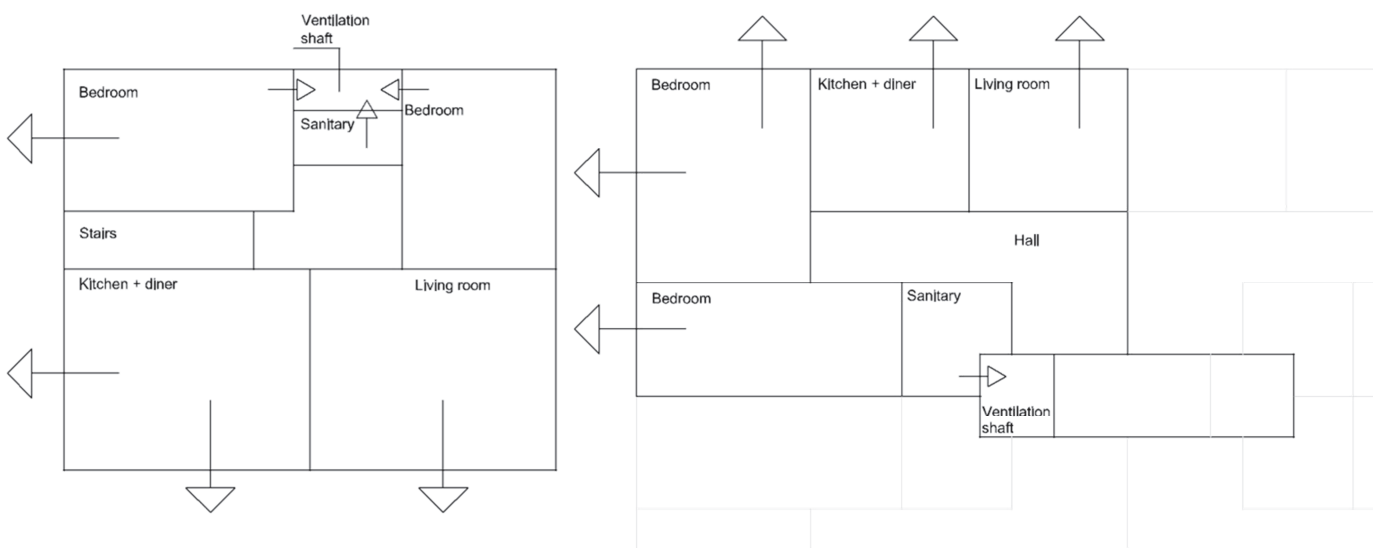 Ventilation
shaft
Bedroom
Bedroom
Sanitary
Stairs
Kitchen + diner
Living room
Bedroom
Kitchen + diner
Living room
Hall
Bedroom
Sanitary
Ventilation
shaft